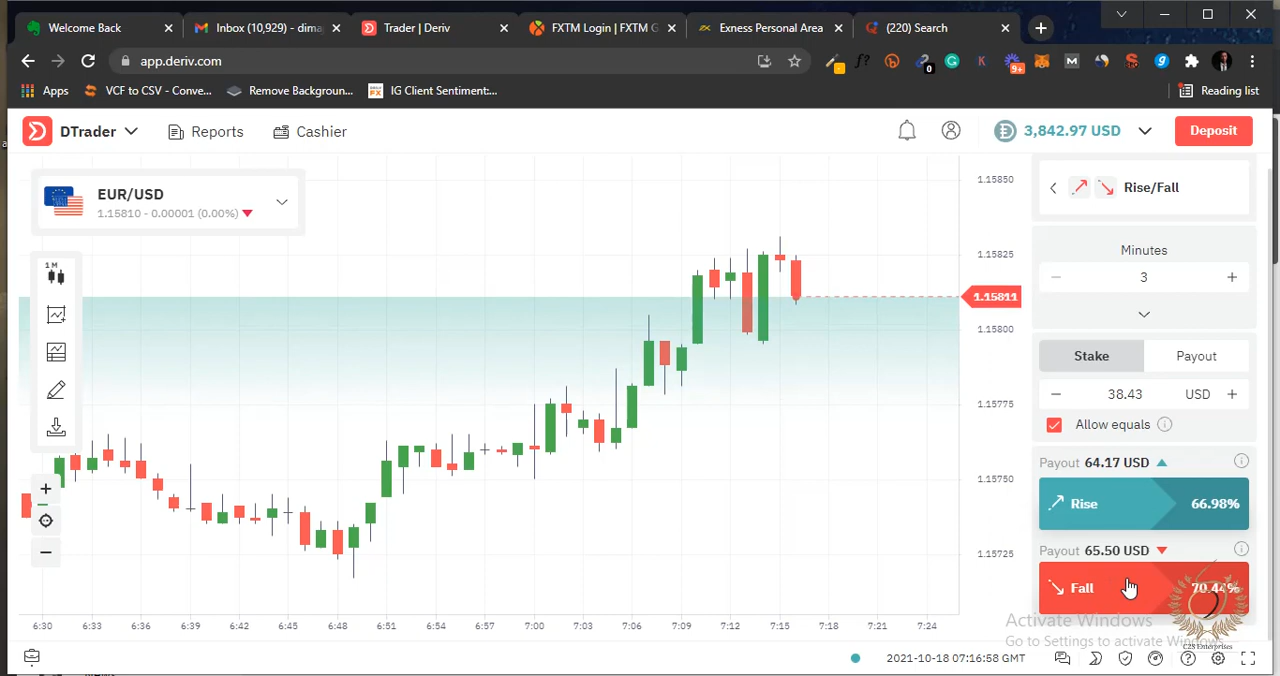 Welcome Back
Inbox (10,929) - dima
Trader | Deriv
FXTM Login | FXTM G
Exness Personal Area
(220) Search
app.deriv.com
0
9+
Apps
VCF to CSV - Conve...
Remove Backgroun...
IG Client Sentiment:...
Reading list
DTrader
Reports
Cashier
3,842.97 USD
Deposit
EUR/USD
1.15810 - 0.00001 (0.00%)
1M
1.15850
1.15825
1.15811
1.15800
1.15775
1.15750
1.15725
6:30
6:33
6:36
6:39
6:42
6:45
6:48
6:51
6:54
6:57
7:00
7:03
7:06
7:09
7:12
7:15
7:18
7:21
7:24
Rise/Fall
Minutes
3
Stake
Payout
38.43
USD
Allow equals
Payout 64.17 USD
Rise
66.98%
Payout 65.50 USD
Fall
70.44%
Activate Windows
Go to Settings to activate Windows.
C2S Enterprises
2021-10-18 07:16:58 GMT